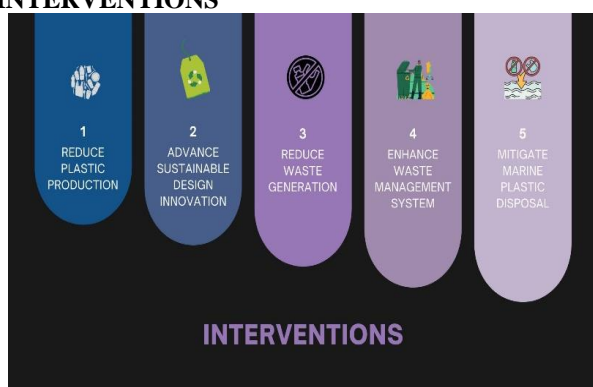 INTERVENTIONS
1
REDUCE
PLASTIC
PRODUCTION
2
ADVANCE
SUSTAINABLE
DESIGN
INNOVATION
3
REDUCE
WASTE
GENERATION
4
ENHANCE
WASTE
MANAGEMENT
SYSTEM
5
MITIGATE
MARINE
PLASTIC
DISPOSAL
INTERVENTIONS